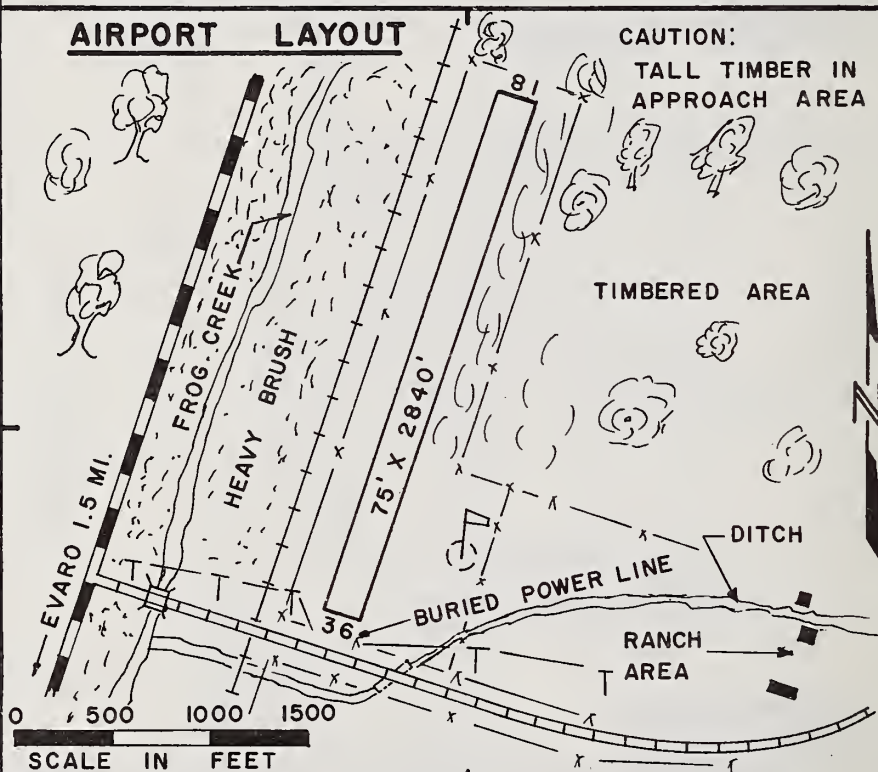 AIRPORT LAYOUT
CAUTION:
TALL TIMBER IN
APPROACH AREA
18
FROG CREEK
HEAVY BRUSH
75' X 2840'
TIMBERED AREA
EVARO 1.5 MI.
DITCH
BURIED POWER LINE
36
RANCH
AREA
0 500 1000 1500
SCALE IN FEET